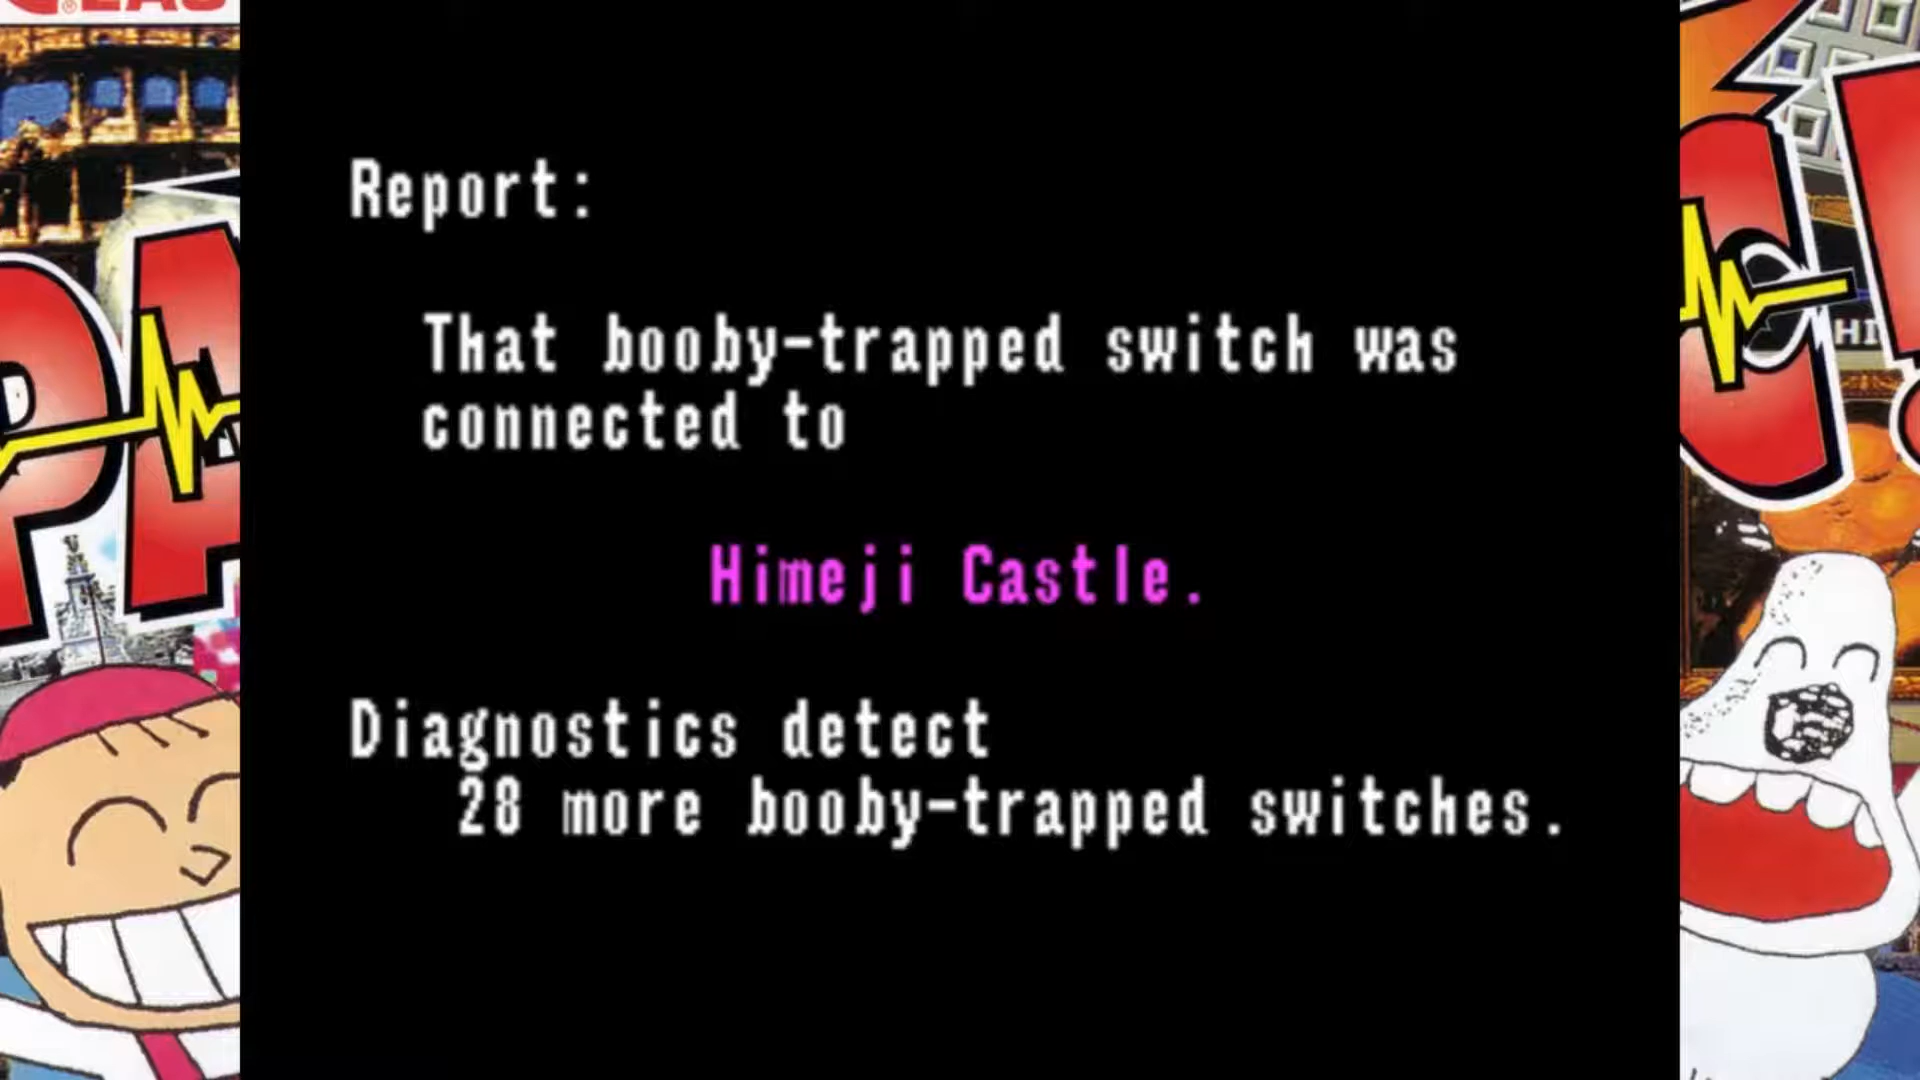 Report:
That booby-trapped switch was
connected to
Himeji Castle.
Diagnostics detect
28 more booby-trapped switches.